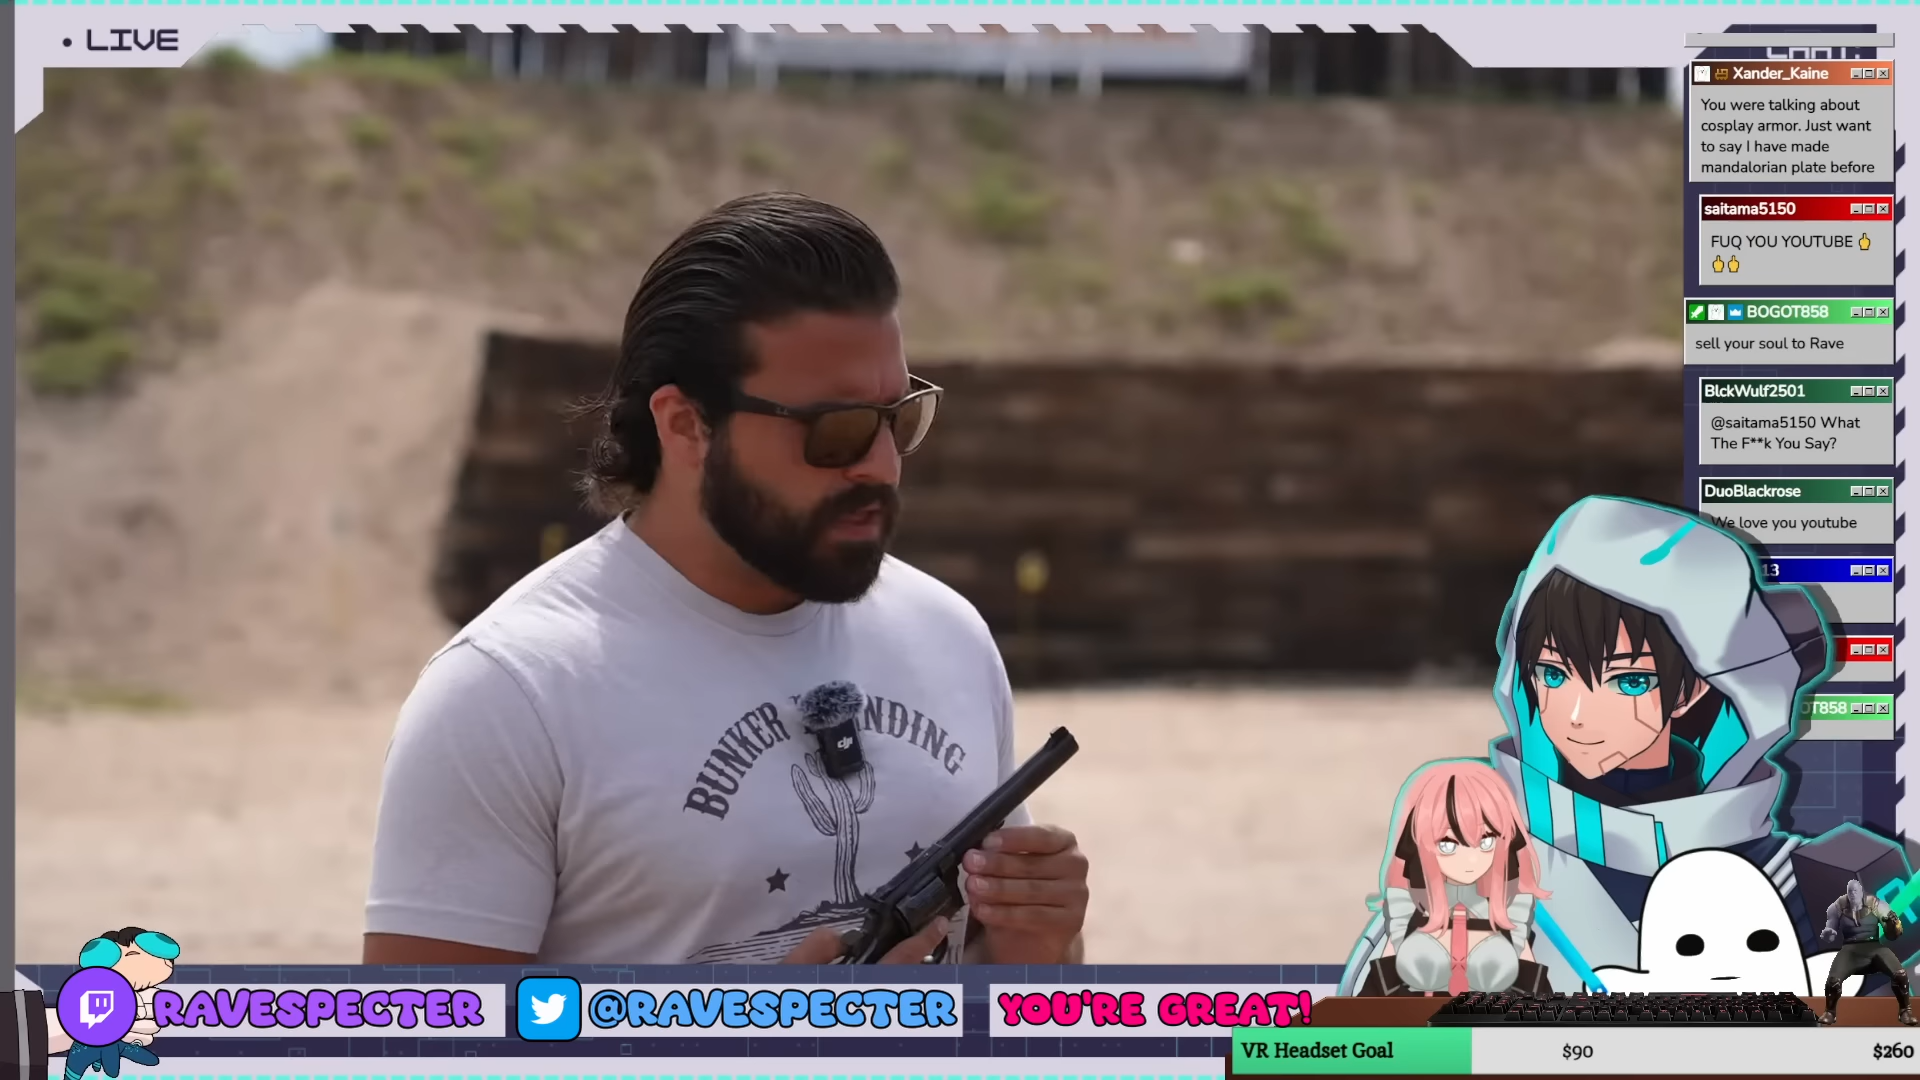 • LIVE
Xander_Kaine
You were talking about
cosplay armor. Just want
to say I have made
mandalorian plate before
saitama5150
FUQ YOU YOUTUBE 🖕
🖕🖕
BOGOT858
sell your soul to Rave
BlckWulf2501
@saitama5150 What
The F**k You Say?
DuoBlackrose
We love you youtube
13
OT858
BUNKER
NDING
dji
RAVESPECTER
@RAVESPECTER
YOU'RE GREAT!
VR Headset Goal
$90
$260